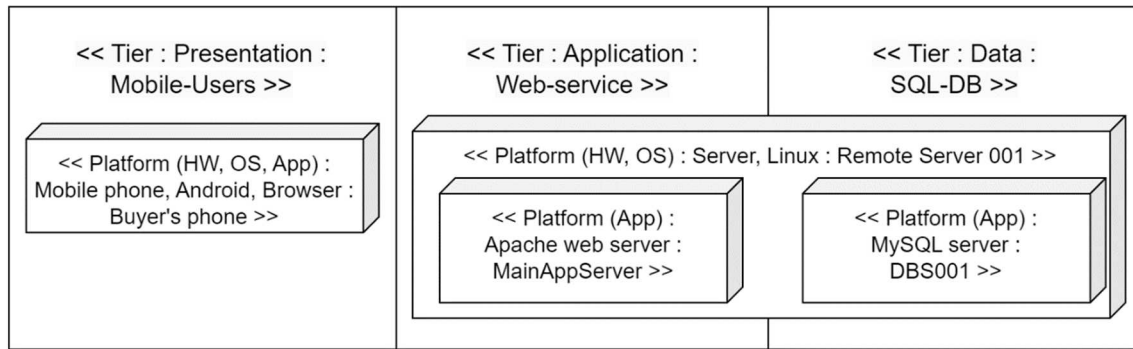 << Tier : Presentation :
Mobile-Users >>
<< Tier : Application :
Web-service >>
<< Tier : Data :
SQL-DB >>
<< Platform (HW, OS, App) :
Mobile phone, Android, Browser :
Buyer's phone >>
<< Platform (HW, OS) : Server, Linux : Remote Server 001 >>
<< Platform (App) :
Apache web server :
MainAppServer >>
<< Platform (App) :
MySQL server :
DBS001 >>